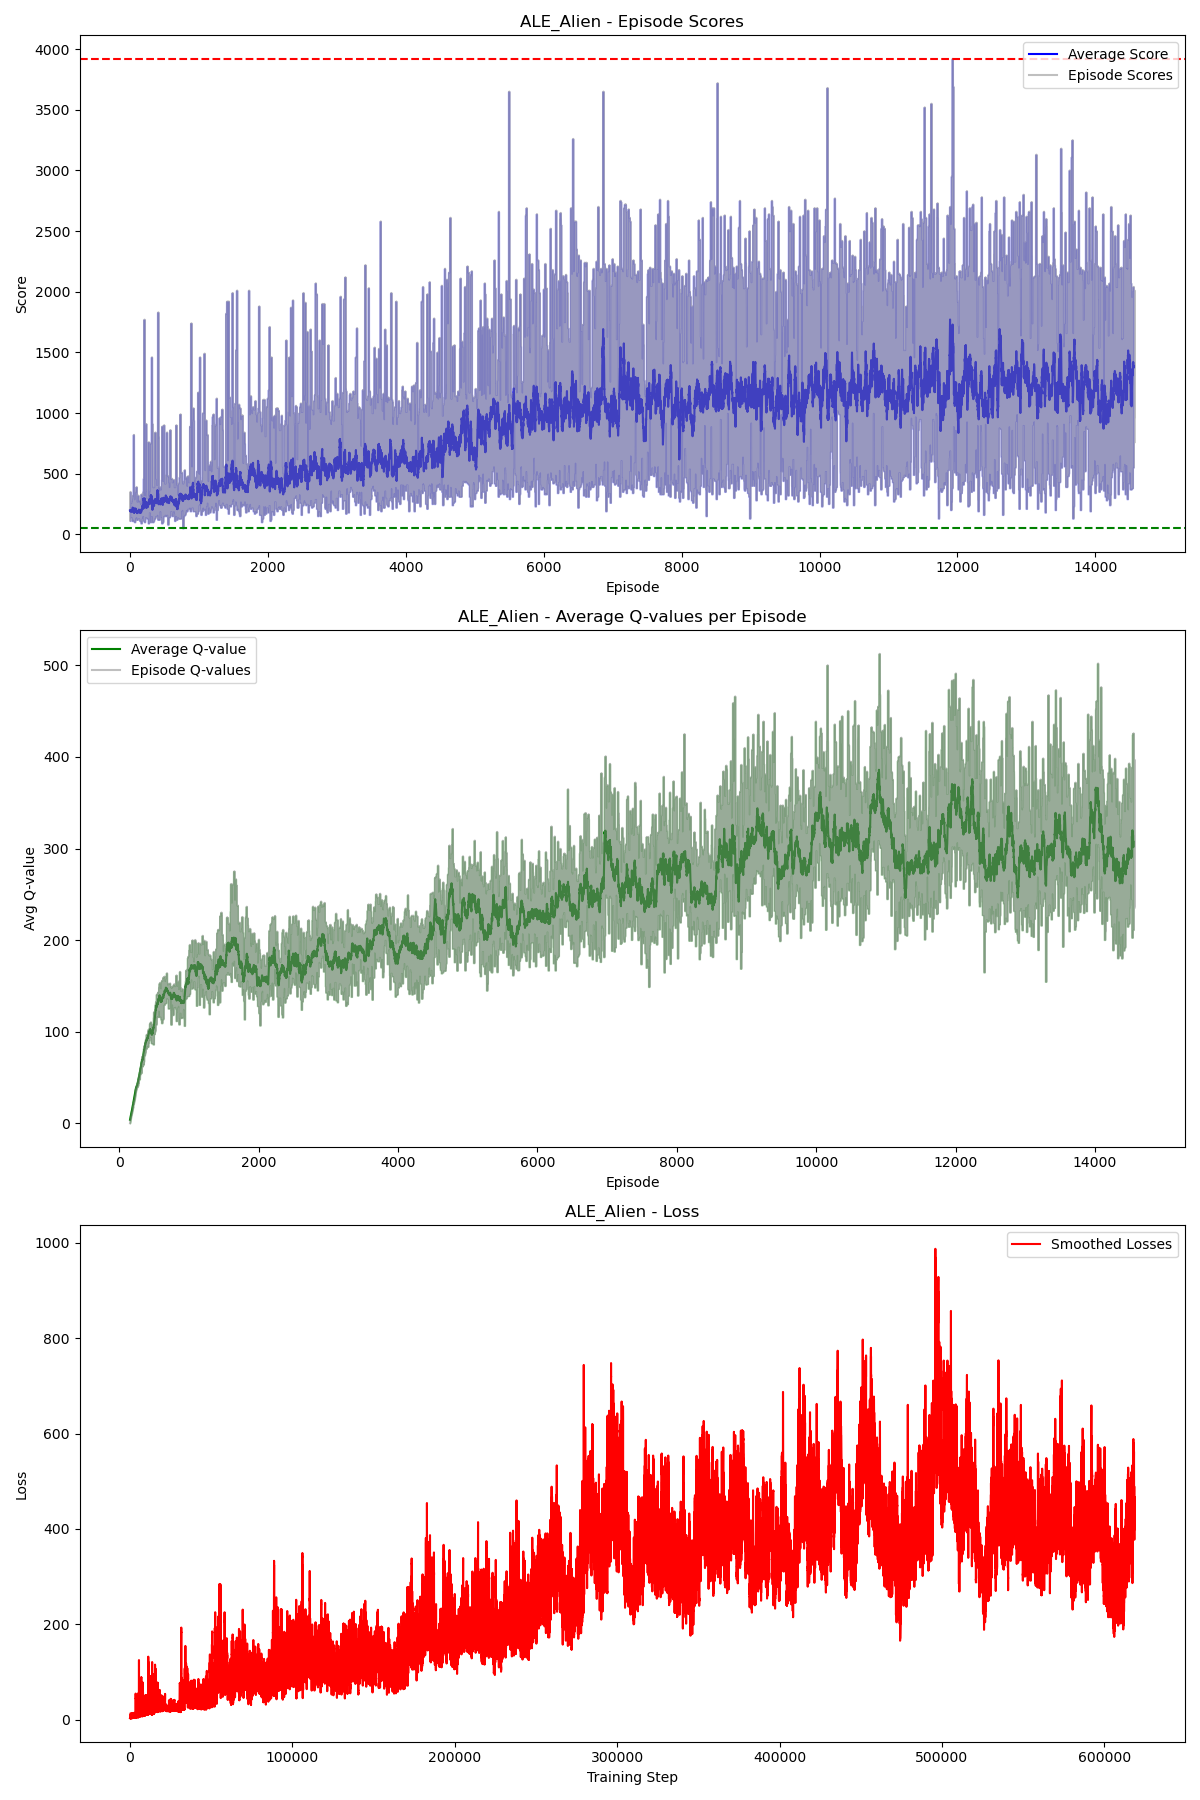 ALE_Alien - Episode Scores
Average Score
Episode Scores
4000
3500
3000
2500
2000
1500
1000
500
0
Score
0 2000 4000 6000 8000 10000 12000 14000
Episode
ALE_Alien - Average Q-values per Episode
Average Q-value
Episode Q-values
500
400
300
200
100
0
Avg Q-value
0 2000 4000 6000 8000 10000 12000 14000
Episode
ALE_Alien - Loss
Smoothed Losses
1000
800
600
400
200
0
Loss
0 100000 200000 300000 400000 500000 600000
Training Step